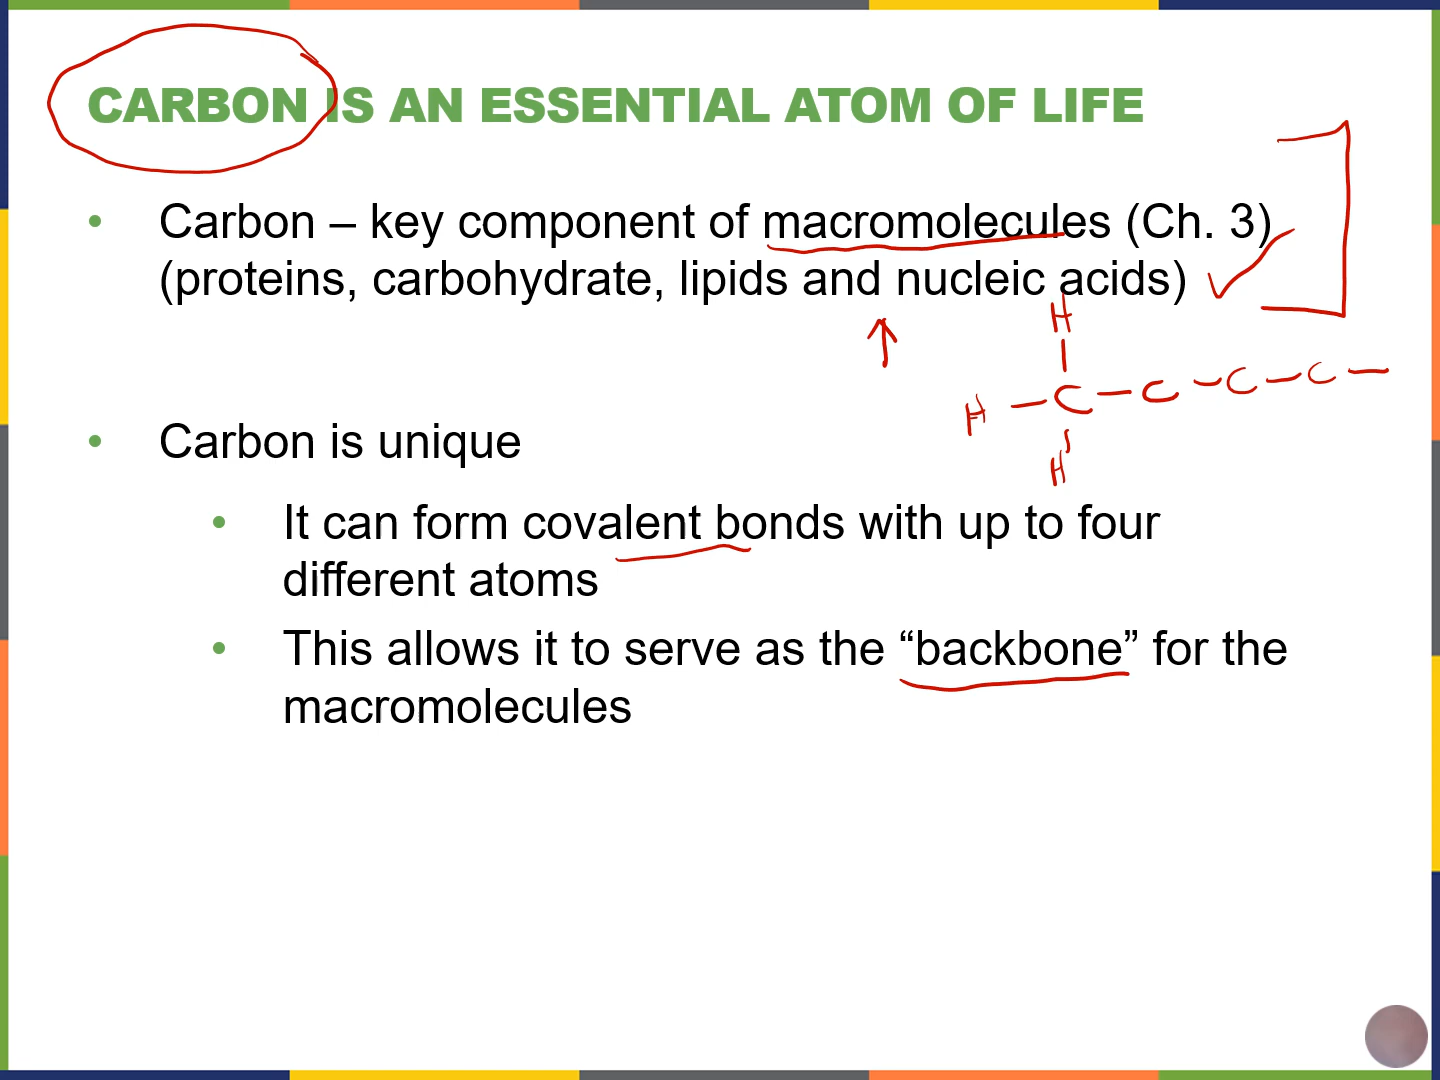 CARBON IS AN ESSENTIAL ATOM OF LIFE
• Carbon – key component of macromolecules (Ch. 3)
(proteins, carbohydrate, lipids and nucleic acids)
H
H – C – C – C – C –
H
• Carbon is unique
• It can form covalent bonds with up to four
different atoms
• This allows it to serve as the “backbone” for the
macromolecules